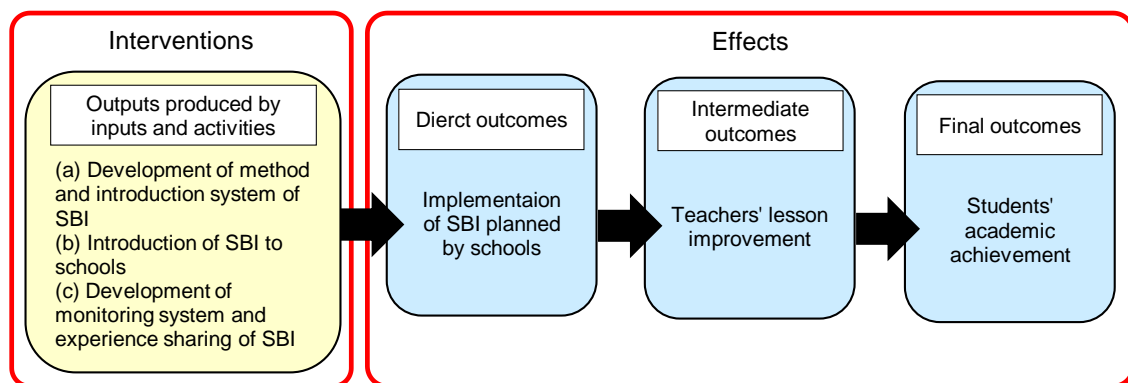 Interventions
Outputs produced by
inputs and activities
(a) Development of method
and introduction system of
SBI
(b) Introduction of SBI to
schools
(c) Development of
monitoring system and
experience sharing of SBI
Effects
Dierct outcomes
Implementaion
of SBI planned
by schools
Intermediate
outcomes
Teachers' lesson
improvement
Final outcomes
Students'
academic
achievement